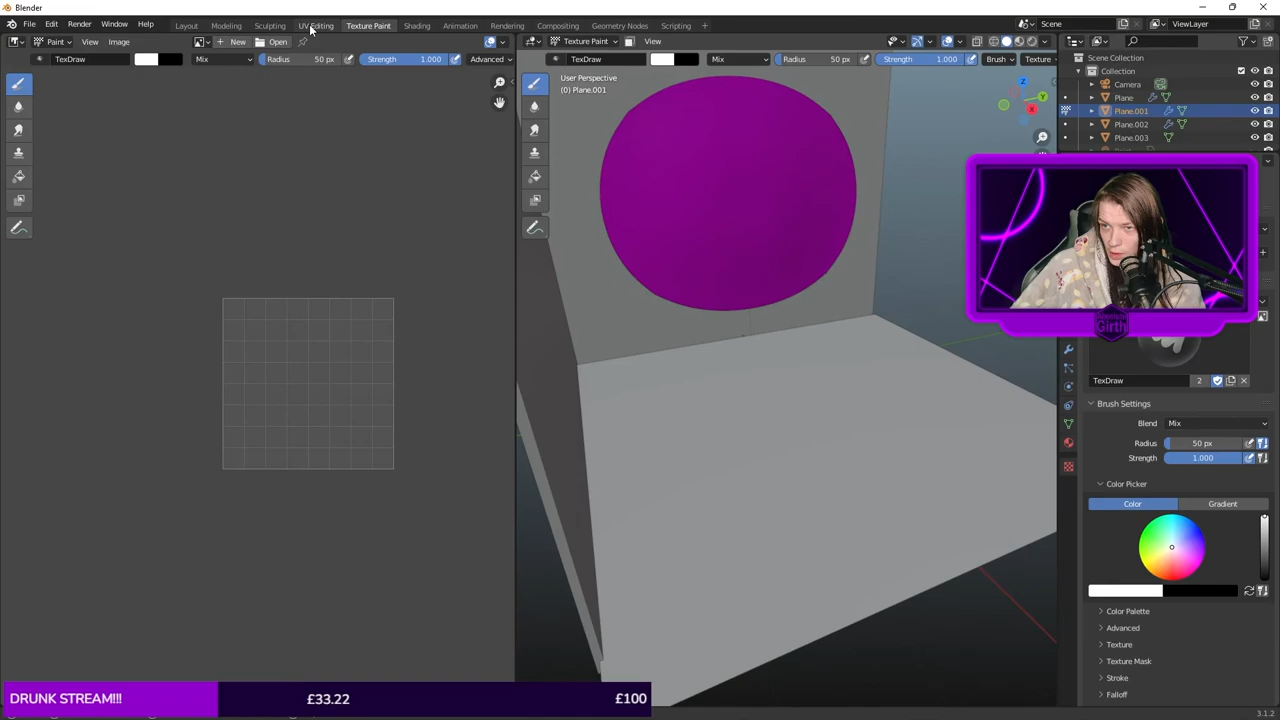 Blender
File Edit Render Window Help Layout Modeling Sculpting UV Editing Texture Paint Shading Animation Rendering Compositing Geometry Nodes Scripting + Scene ViewLayer
Paint View Image New Open Texture Paint View
TexDraw Mix Radius 50 px Strength 1.000 Advanced TexDraw Mix Radius 50 px Strength 1.000 Brush Texture
User Perspective
(0) Plane.001
X
Y
Z
Scene Collection
Collection
Camera
Plane
Plane.001
Plane.002
Plane.003
Girth
TexDraw 2
Brush Settings
Blend Mix
Radius 50 px
Strength 1.000
Color Picker
Color Gradient
Color Palette
Advanced
Texture
Texture Mask
Stroke
Falloff
DRUNK STREAM!!! £33.22 £100
3.1.2